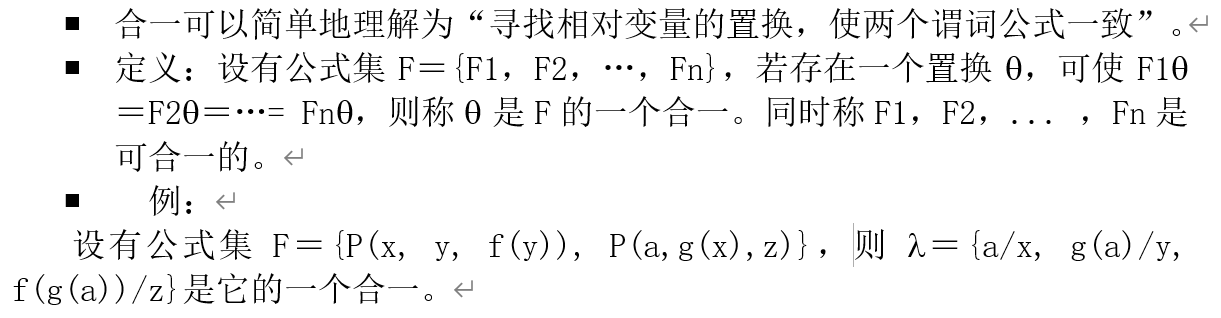 ▪ 合一可以简单地理解为“寻找相对变量的置换，使两个谓词公式一致”。↵
▪ 定义：设有公式集 F＝{F1，F2，…，Fn}，若存在一个置换 θ，可使 F1θ
＝F2θ＝…= Fnθ，则称 θ 是 F 的一个合一。同时称 F1，F2，... ，Fn 是
可合一的。↵
▪ 例：↵
设有公式集 F＝{P(x, y, f(y)), P(a,g(x),z)}，则 λ＝{a/x, g(a)/y,
f(g(a))/z}是它的一个合一。↵